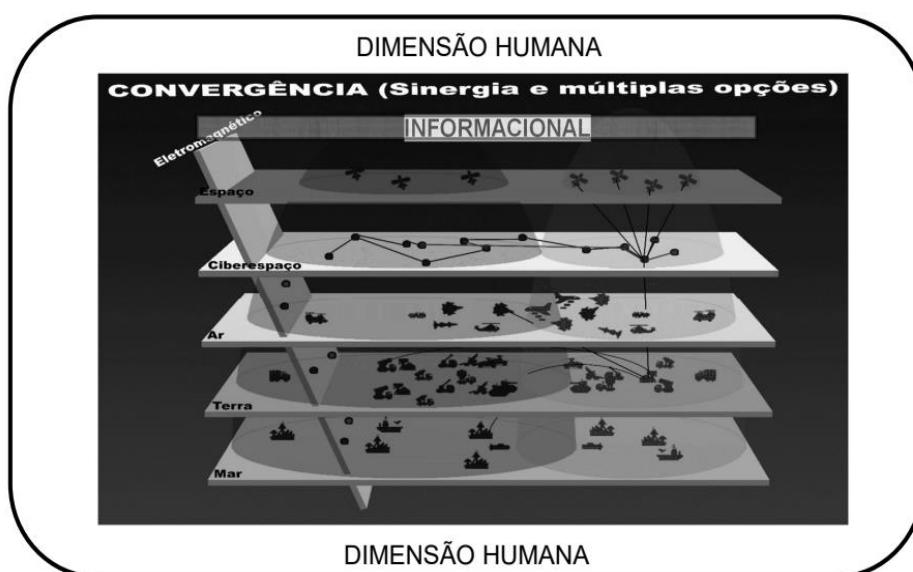 DIMENSÃO HUMANA
CONVERGÊNCIA (Sinergia e múltiplas opções)
INFORMACIONAL
Eletromagnético
Espaço
Ciberespaço
Ar
Terra
Mar
DIMENSÃO HUMANA